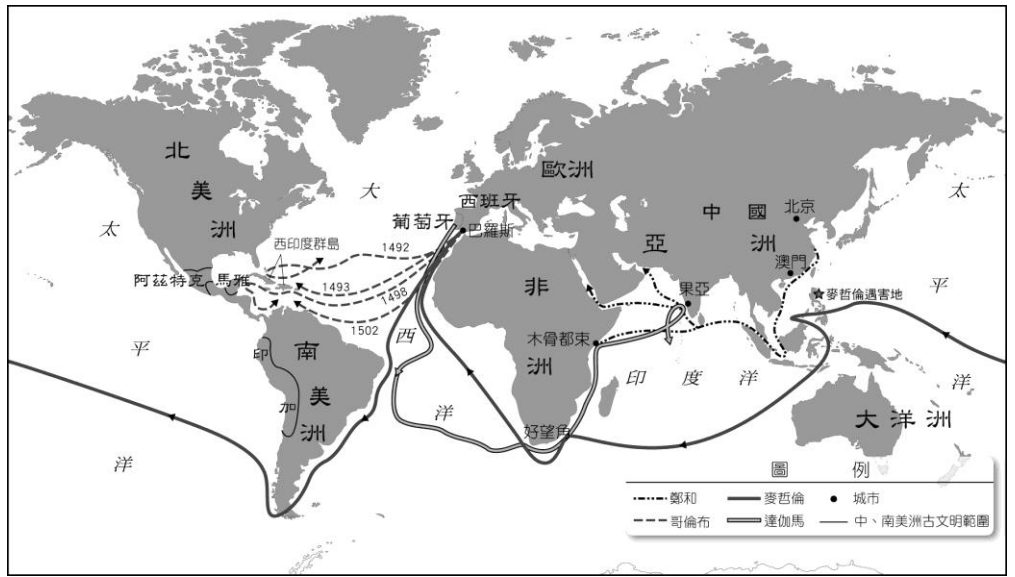 北美洲
歐洲
大西洋
太平洋
太平洋
西班牙
葡萄牙
巴羅斯
中國
北京
亞洲
澳門
西印度群島
1492
1493
1498
1502
阿茲特克
馬雅
非洲
果亞
木骨都束
麥哲倫遇害地
印度洋
南美洲
印加
好望角
大洋洲
圖例
鄭和
麥哲倫
城市
哥倫布
達伽馬
中、南美洲古文明範圍